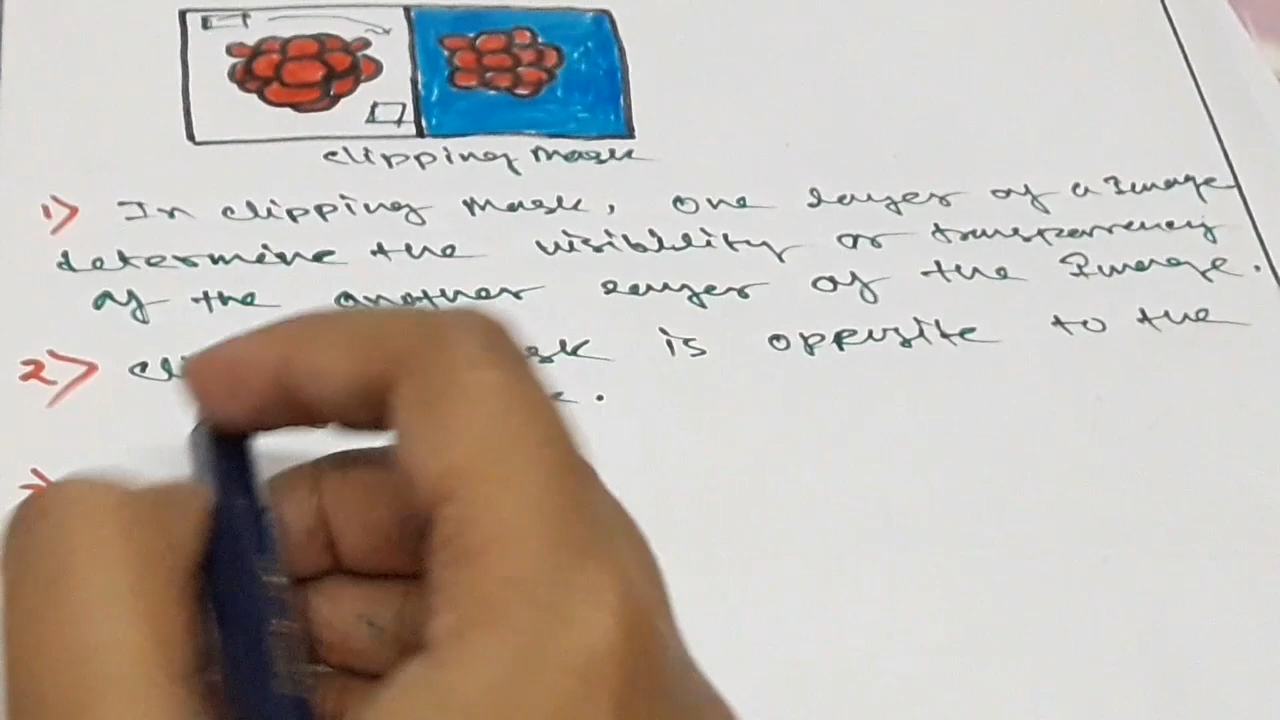 clipping mask
1) In clipping mask, one layer of a Image
determine the visibility or transparency
of the another layer of the Image.
2) is opposite to the